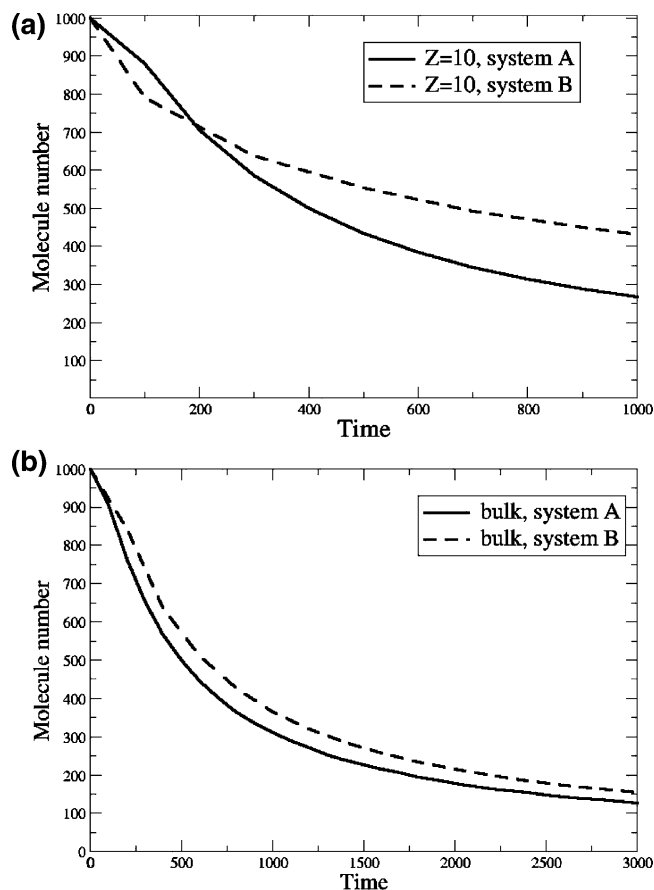 (a)
1000
900
800
700
600
500
400
300
200
100
Molecule number
Z=10, system A
Z=10, system B
0 200 400 600 800 1000
Time
(b)
1000
900
800
700
600
500
400
300
200
100
0
Molecule number
bulk, system A
bulk, system B
0 500 1000 1500 2000 2500 3000
Time